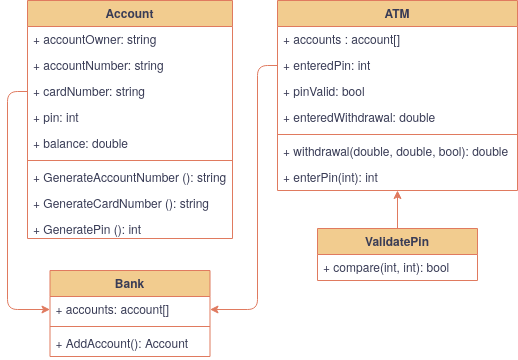 Account
+ accountOwner: string
+ accountNumber: string
+ cardNumber: string
+ pin: int
+ balance: double
+ GenerateAccountNumber (): string
+ GenerateCardNumber (): string
+ GeneratePin (): int
ATM
+ accounts : account[]
+ enteredPin: int
+ pinValid: bool
+ enteredWithdrawal: double
+ withdrawal(double, double, bool): double
+ enterPin(int): int
ValidatePin
+ compare(int, int): bool
Bank
+ accounts: account[]
+ AddAccount(): Account